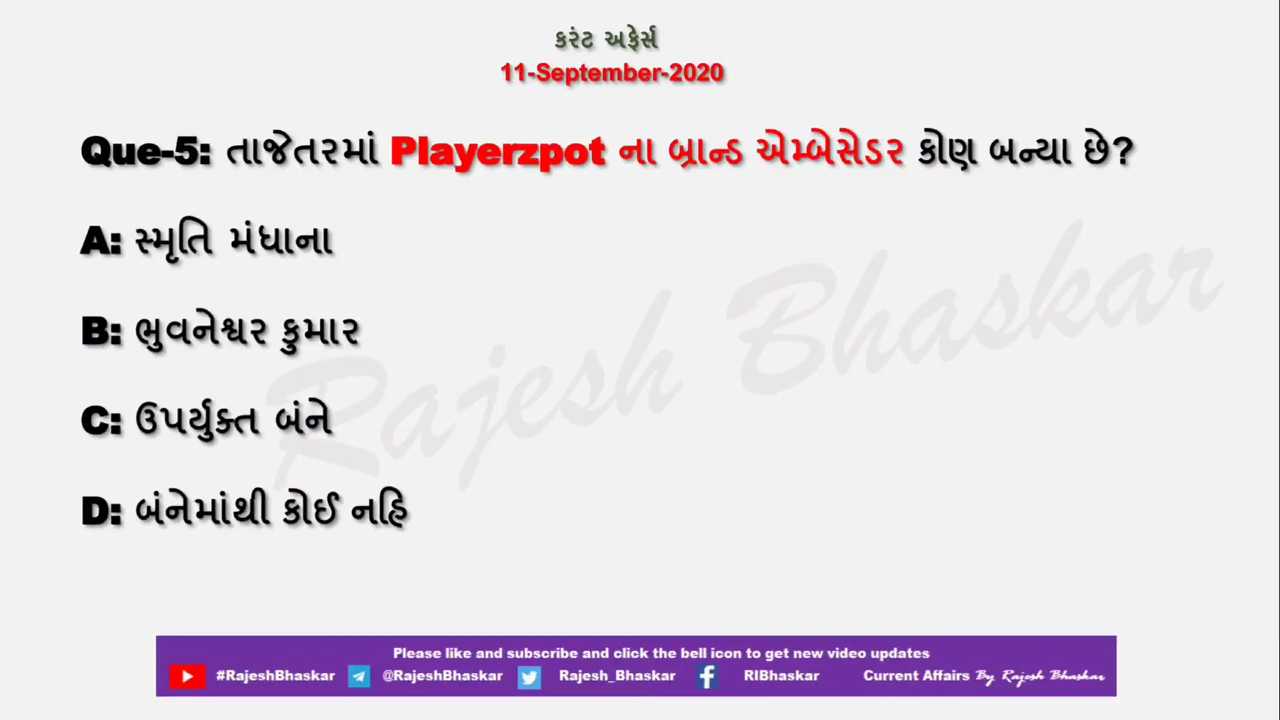 કરંટ અફેર્સ
11-September-2020
Que-5: તાજેતરમાં Playerzpot ના બ્રાન્ડ એમ્બેસેડર કોણ બન્યા છે?
A: સ્મૃતિ મંધાના
B: ભુવનેશ્વર કુમાર
C: ઉપર્યુક્ત બંને
D: બંનેમાંથી કોઈ નહિ
Rajesh Bhaskar
Please like and subscribe and click the bell icon to get new video updates
#RajeshBhaskar @RajeshBhaskar Rajesh_Bhaskar RIBhaskar Current Affairs By Rajesh Bhaskar